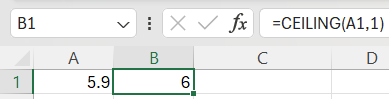 B1 fx =CEILING(A1,1)
A B C D
1 5.9 6